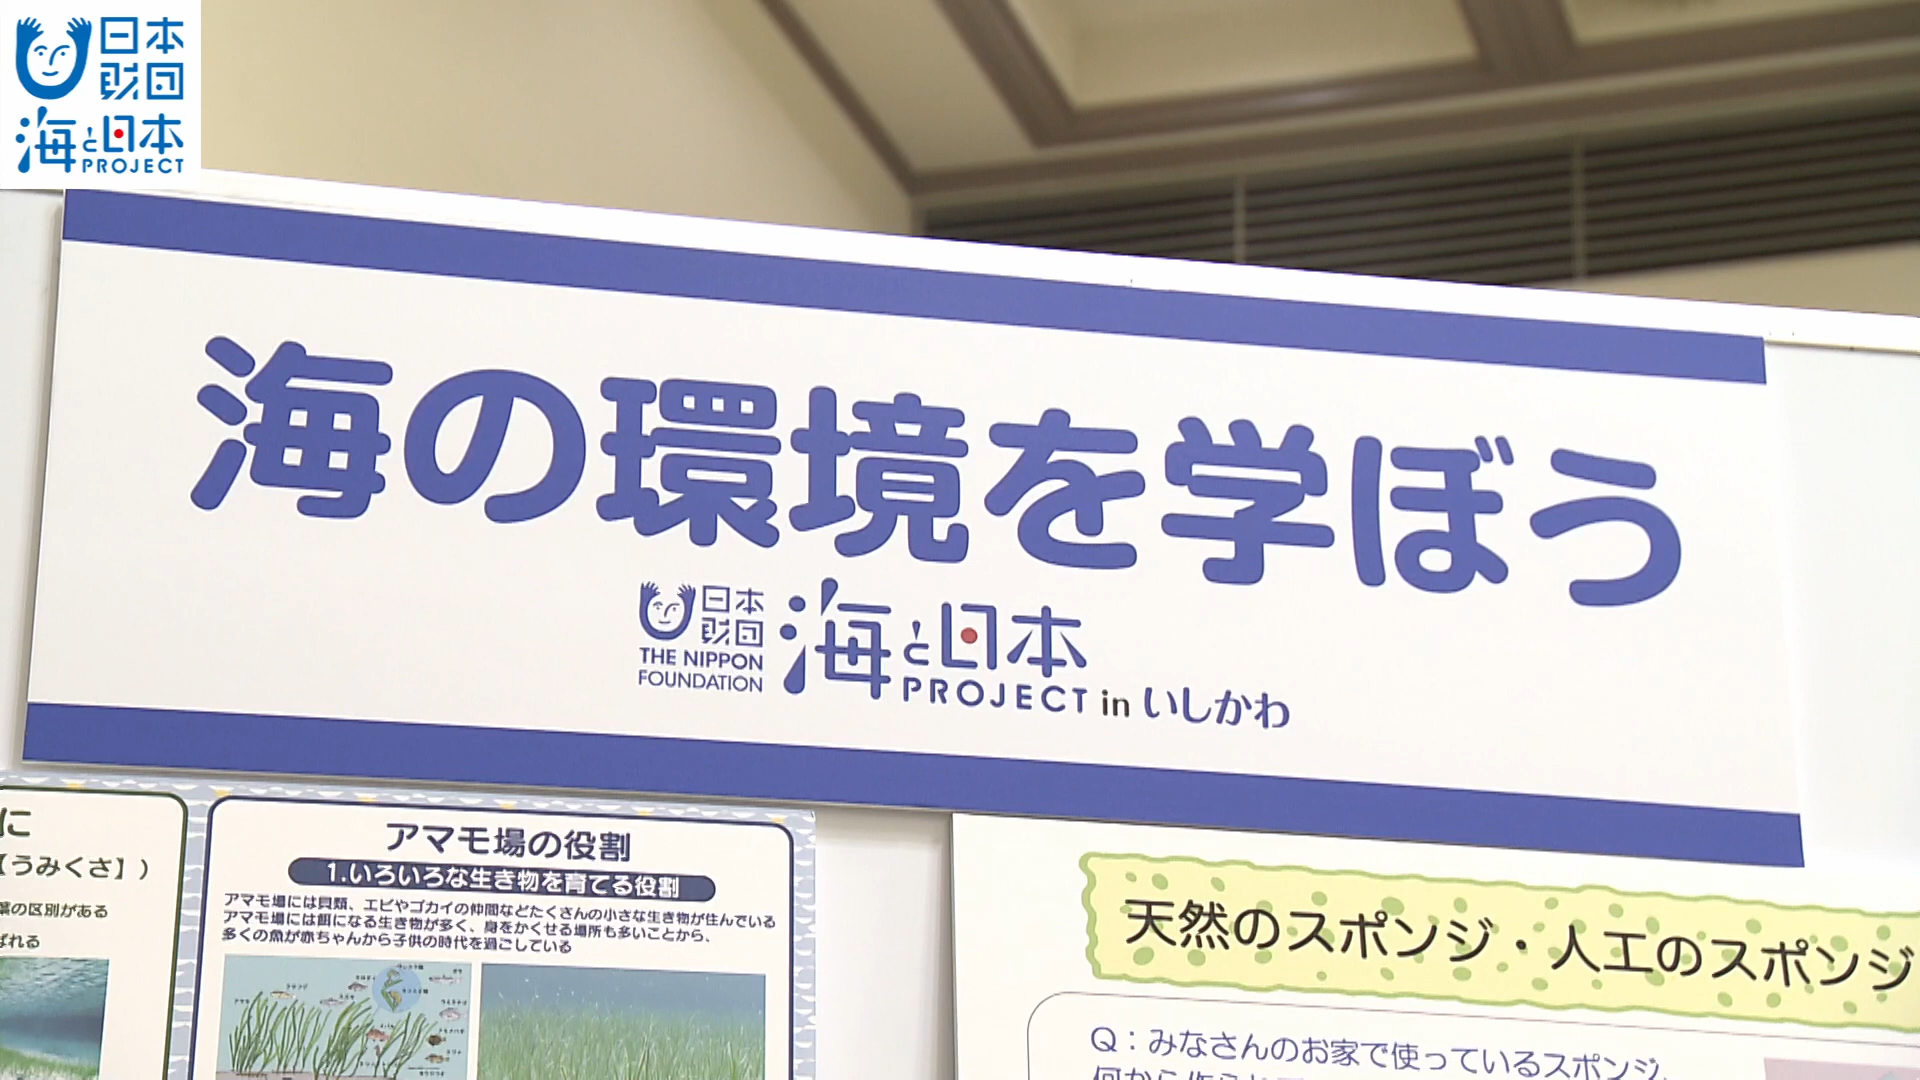 日本
財団
海と日本
PROJECT
海の環境を学ぼう
日本
財団
THE NIPPON
FOUNDATION
海と日本
PROJECT in いしかわ
に
【うみくさ】）
葉の区別がある
ばれる
アマモ場の役割
1.いろいろな生き物を育てる役割
アマモ場には貝類、エビやゴカイの仲間などたくさんの小さな生き物が住んでいる
アマモ場には餌になる生き物が多く、身をかくせる場所も多いことから、
多くの魚が赤ちゃんから子供の時代を過ごしている
天然のスポンジ・人工のスポンジ
Q：みなさんのお家で使っているスポンジ、